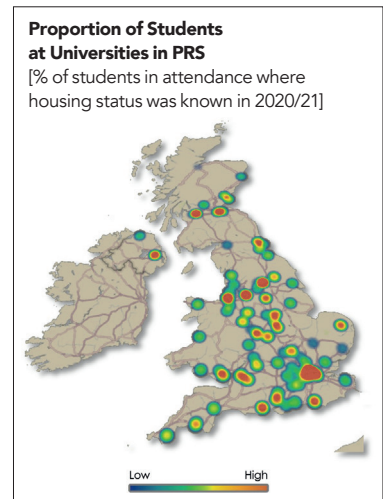 Proportion of Students
at Universities in PRS
[% of students in attendance where
housing status was known in 2020/21]
Low High